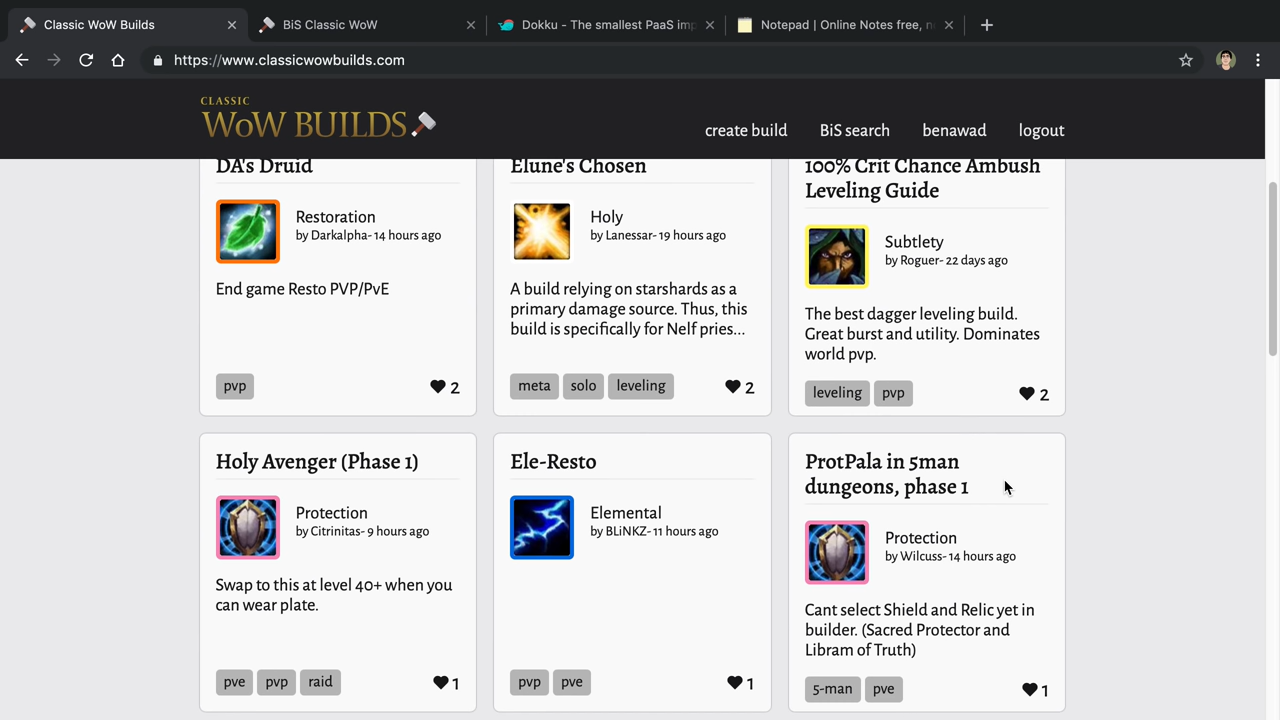 Classic WoW Builds
BiS Classic WoW
Dokku - The smallest PaaS imp
Notepad | Online Notes free, n
https://www.classicwowbuilds.com
CLASSIC
WoW BUILDS
create build
BiS search
benawad
logout
DA's Druid
Restoration
by Darkalpha- 14 hours ago
End game Resto PVP/PvE
pvp
2
Elune's Chosen
Holy
by Lanessar- 19 hours ago
A build relying on starshards as a
primary damage source. Thus, this
build is specifically for Nelf pries...
meta solo leveling
2
100% Crit Chance Ambush
Leveling Guide
Subtlety
by Roguer- 22 days ago
The best dagger leveling build.
Great burst and utility. Dominates
world pvp.
leveling pvp
2
Holy Avenger (Phase 1)
Protection
by Citrinitas- 9 hours ago
Swap to this at level 40+ when you
can wear plate.
pve pvp raid
1
Ele-Resto
Elemental
by BLiNKZ- 11 hours ago
pvp pve
1
ProtPala in 5man
dungeons, phase 1
Protection
by Wilcuss- 14 hours ago
Cant select Shield and Relic yet in
builder. (Sacred Protector and
Libram of Truth)
5-man pve
1